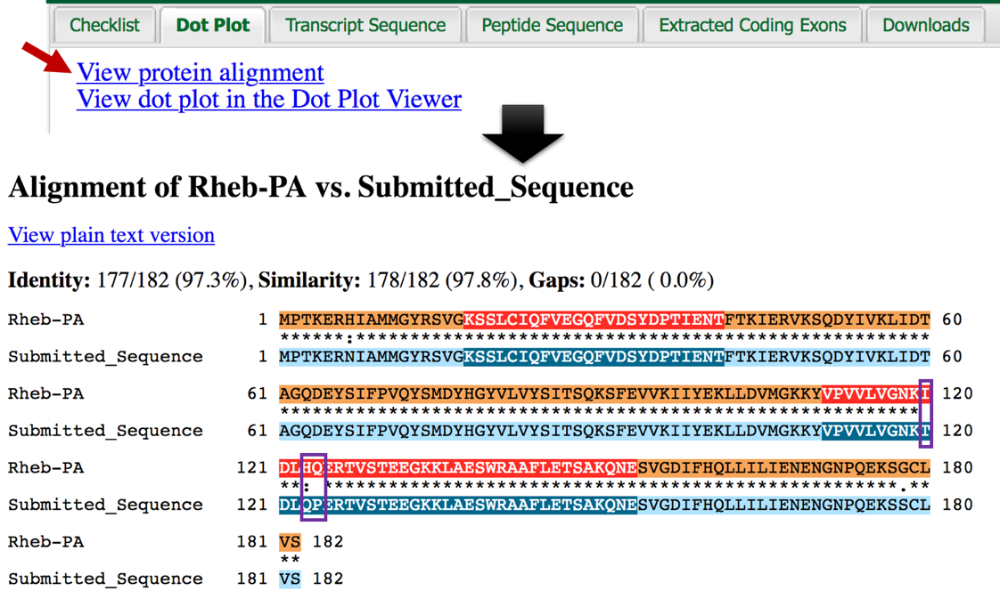 Checklist Dot Plot Transcript Sequence Peptide Sequence Extracted Coding Exons Downloads
View protein alignment
View dot plot in the Dot Plot Viewer
Alignment of Rheb-PA vs. Submitted_Sequence
View plain text version
Identity: 177/182 (97.3%), Similarity: 178/182 (97.8%), Gaps: 0/182 ( 0.0%)
Rheb-PA 1 MPTKERHIAMMGYRSVGKSSLCIQFVEGQFVDSYDPTIENTFTKIERVKSQDYIVKLIDT 60
******:*****************************************************
Submitted_Sequence 1 MPTKERNIAMMGYRSVGKSSLCIQFVEGQFVDSYDPTIENTFTKIERVKSQDYIVKLIDT 60
Rheb-PA 61 AGQDEYSIFPVQYSMDYHGYVLVYSITSQKSFEVVKIIYEKLLDVMGKKYVPVVLVGNKI 120
***********************************************************
Submitted_Sequence 61 AGQDEYSIFPVQYSMDYHGYVLVYSITSQKSFEVVKIIYEKLLDVMGKKYVPVVLVGNKT 120
Rheb-PA 121 DLHQERTVSTEEGKKLAESWRAAFLETSAKQNESVGDIFHQLLILIENENGNPQEKSGCL 180
**: *****************************************************.**
Submitted_Sequence 121 DLQPERTVSTEEGKKLAESWRAAFLETSAKQNESVGDIFHQLLILIENENGNPQEKSSCL 180
Rheb-PA 181 VS 182
**
Submitted_Sequence 181 VS 182